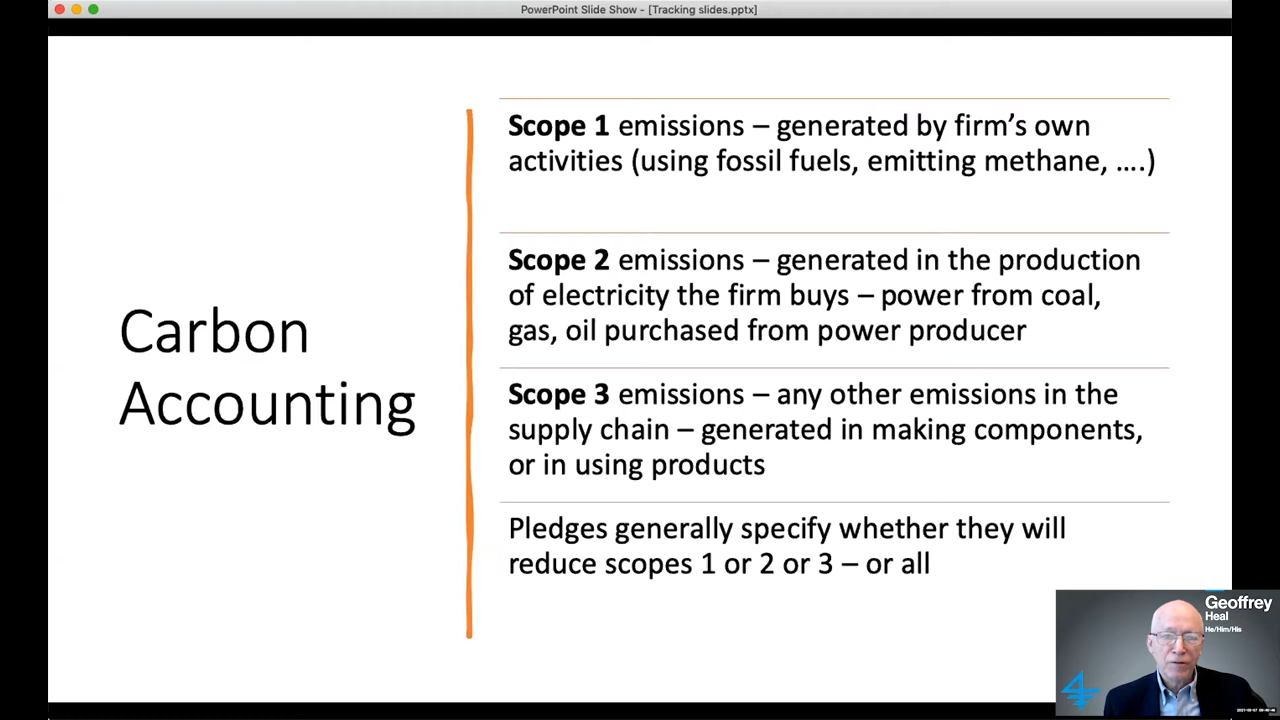 PowerPoint Slide Show - [Tracking slides.pptx]
Carbon
Accounting
Scope 1 emissions – generated by firm’s own
activities (using fossil fuels, emitting methane, ….)
Scope 2 emissions – generated in the production
of electricity the firm buys – power from coal,
gas, oil purchased from power producer
Scope 3 emissions – any other emissions in the
supply chain – generated in making components,
or in using products
Pledges generally specify whether they will
reduce scopes 1 or 2 or 3 – or all
Geoffrey
Heal
He/Him/His